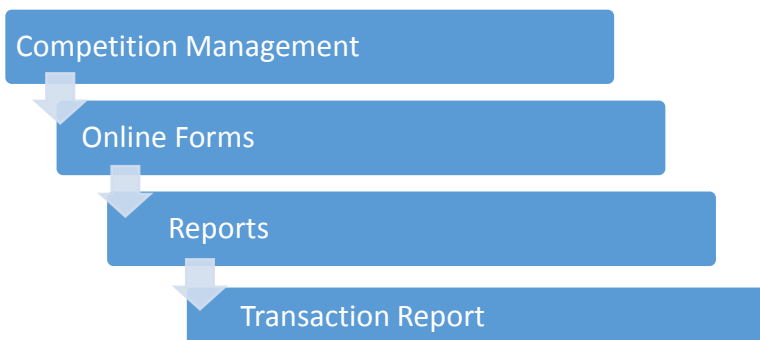 Competition Management
Online Forms
Reports
Transaction Report